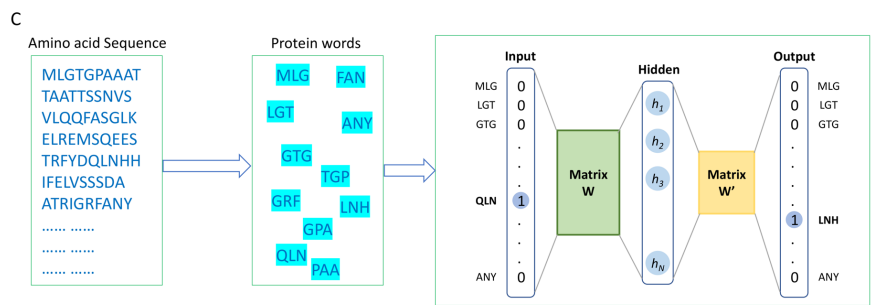 C
Amino acid Sequence
MLGTGPAAAT
TAATTSSNVS
VLQQFASGLK
ELREMSQEES
TRFYDQLNHH
IFELVSSSDA
ATRIGRFANY
...... ......
... ...
... ...
Protein words
MLG
FAN
LGT
ANY
GTG
TGP
GRF
LNH
GPA
QLN
PAA
Input
MLG 0
LGT 0
GTG 0
.
.
.
QLN 1
.
.
.
ANY 0
Matrix
W
Hidden
h1
h2
h3
hN
Matrix
W'
Output
0 MLG
0 LGT
0 GTG
.
.
.
.
1 LNH
.
.
0 ANY